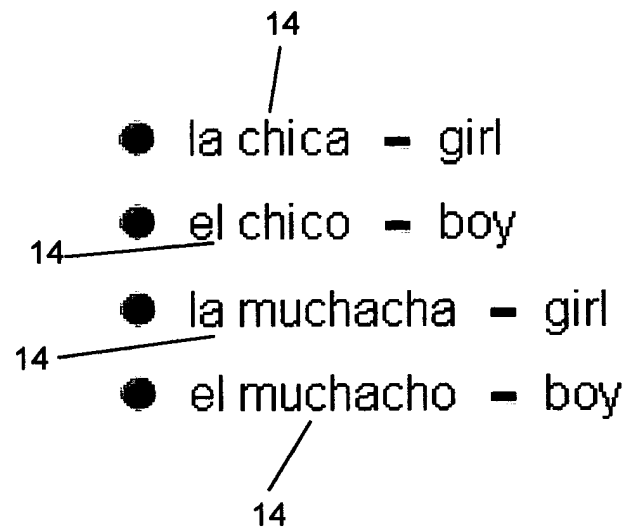 14
● la chica – girl
● el chico – boy
14
● la muchacha – girl
14
● el muchacho – boy
14